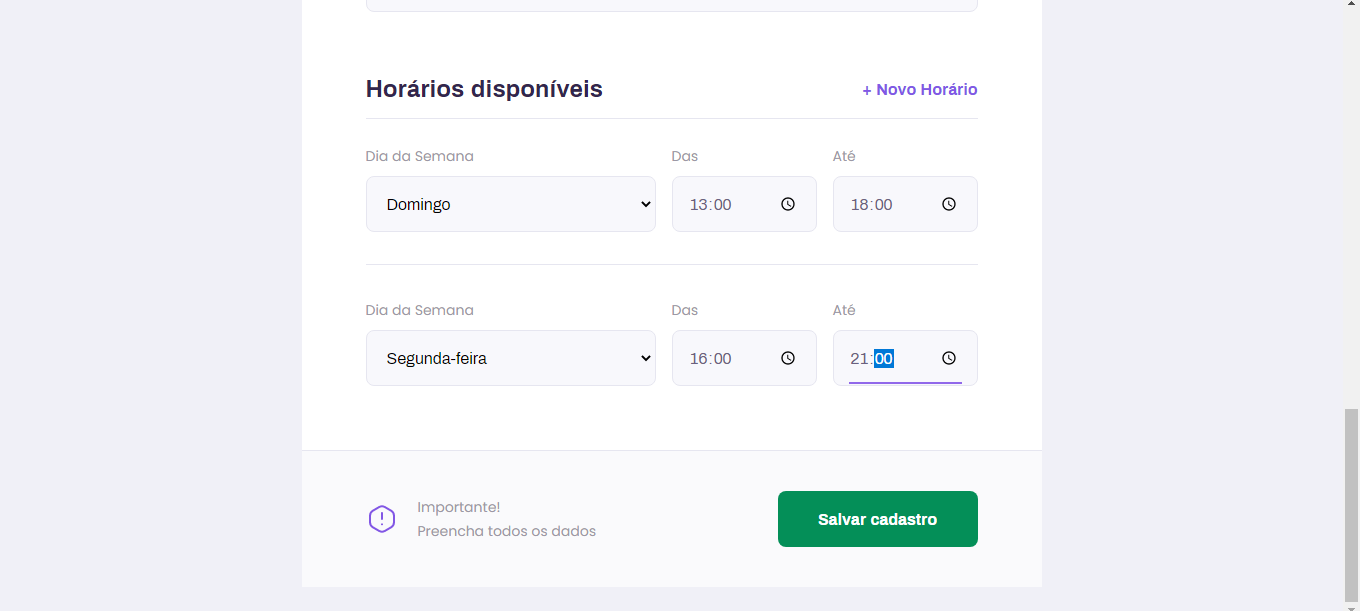 Horários disponíveis
+ Novo Horário
Dia da Semana
Das
Até
Domingo
13:00
18:00
Dia da Semana
Das
Até
Segunda-feira
16:00
21:00
Importante!
Preencha todos os dados
Salvar cadastro